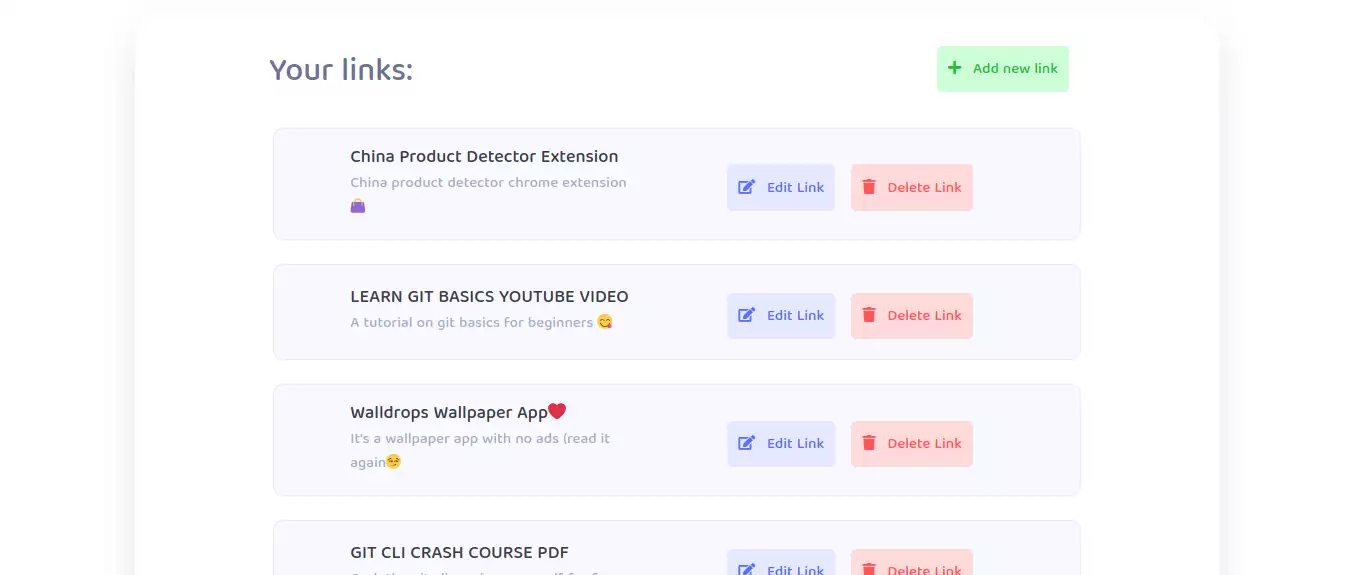 Your links:
Add new link
China Product Detector Extension
China product detector chrome extension
👜
Edit Link
Delete Link
LEARN GIT BASICS YOUTUBE VIDEO
A tutorial on git basics for beginners 😋
Edit Link
Delete Link
Walldrops Wallpaper App❤️
It's a wallpaper app with no ads (read it
again😏
Edit Link
Delete Link
GIT CLI CRASH COURSE PDF
Edit Link
Delete Link